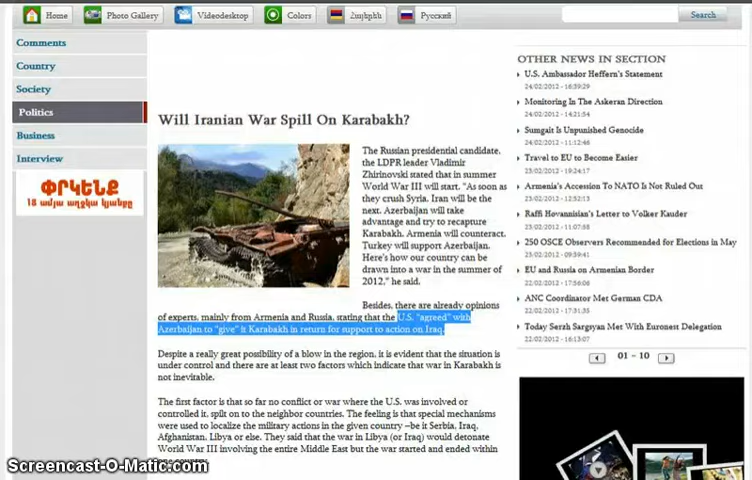 Home
Photo Gallery
Videodesktop
Colors
Հայերեն
Русский
Search
Comments
Country
Society
Politics
Business
Interview
ՓՐԿԵՆՔ
18 ամյա աղջկա կյանքը
Will Iranian War Spill On Karabakh?
The Russian presidential candidate,
the LDPR leader Vladimir
Zhirinovski stated that in summer
World War III will start. "As soon as
they crush Syria, Iran will be the
next. Azerbaijan will take
advantage and try to recapture
Karabakh. Armenia will counteract.
Turkey will support Azerbaijan.
Here's how our country can be
drawn into a war in the summer of
2012," he said.
Besides, there are already opinions
of experts, mainly from Armenia and Russia, stating that the U.S. "agreed" with
Azerbaijan to "give" it Karabakh in return for support to action on Iraq.
Despite a really great possibility of a blow in the region, it is evident that the situation is
under control and there are at least two factors which indicate that war in Karabakh is
not inevitable.
The first factor is that so far no conflict or war where the U.S. was involved or
controlled it, spilt on to the neighbor countries. The feeling is that special mechanisms
were used to localize the military actions in the given country –be it Serbia, Iraq,
Afghanistan, Libya or else. They said that the war in Libya (or Iraq) would detonate
World War III involving the entire Middle East but the war started and ended within
one country.
OTHER NEWS IN SECTION
U.S. Ambassador Heffern's Statement
24/02/2012 - 16:39:29
Monitoring In The Askeran Direction
24/02/2012 - 14:21:54
Sumgait Is Unpunished Genocide
24/02/2012 - 11:12:46
Travel to EU to Become Easier
23/02/2012 - 19:24:17
Armenia's Accession To NATO Is Not Ruled Out
23/02/2012 - 12:52:13
Raffi Hovannisian's Letter to Volker Kauder
23/02/2012 - 11:07:58
250 OSCE Observers Recommended for Elections in May
23/02/2012 - 09:39:41
EU and Russia on Armenian Border
22/02/2012 - 17:56:06
ANC Coordinator Met German CDA
22/02/2012 - 17:31:33
Today Serzh Sargsyan Met With Euronest Delegation
22/02/2012 - 16:13:07
01 - 10
Screencast-O-Matic.com